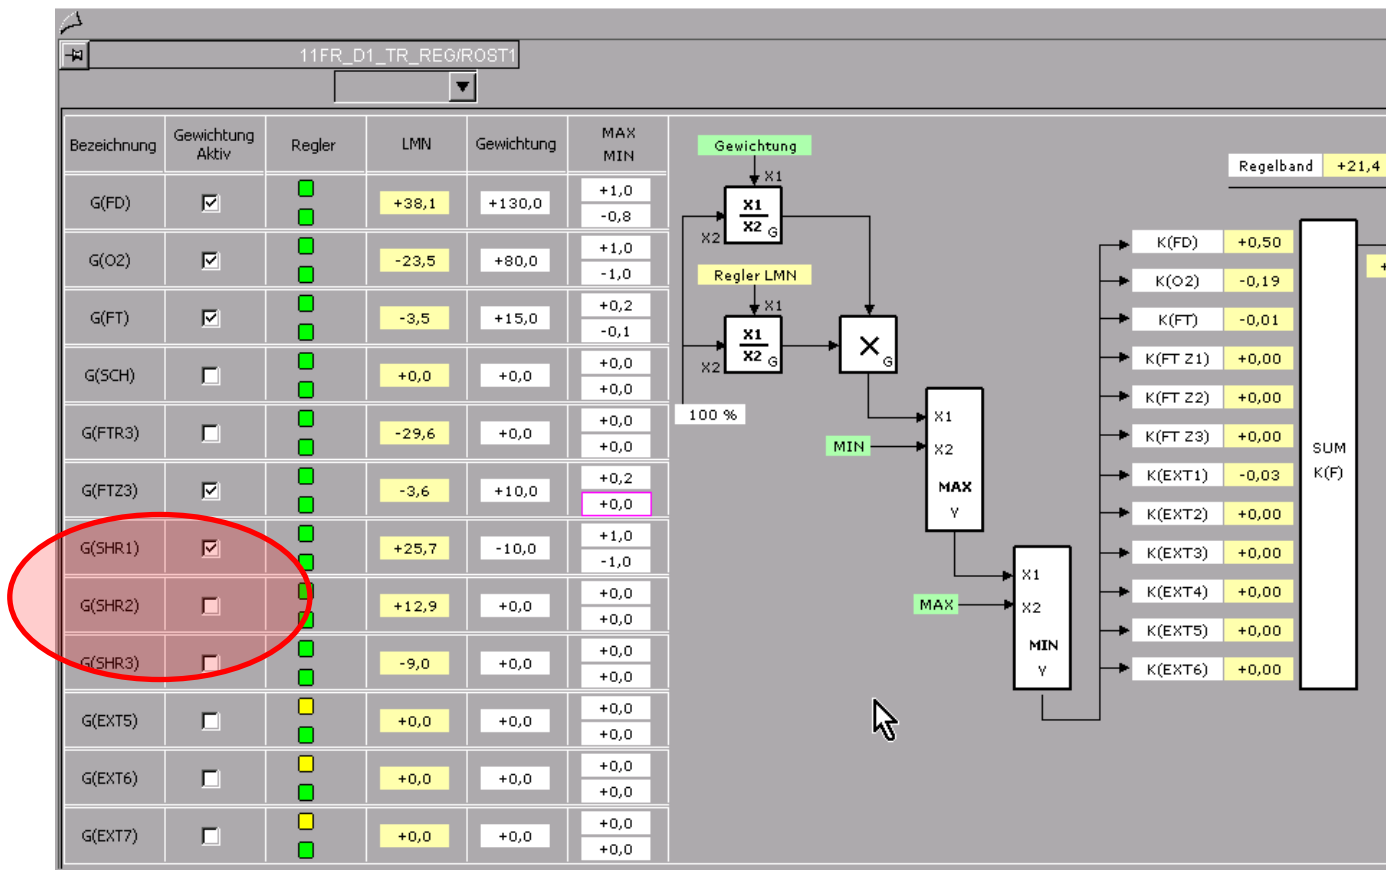 11FR_D1_TR_REG/ROST1
Bezeichnung Gewichtung Aktiv Regler LMN Gewichtung MAX MIN
G(FD) +38,1 +130,0 +1,0 -0,8
G(O2) -23,5 +80,0 +1,0 -1,0
G(FT) -3,5 +15,0 +0,2 -0,1
G(SCH) +0,0 +0,0 +0,0 +0,0
G(FTR3) -29,6 +0,0 +0,0 +0,0
G(FTZ3) -3,6 +10,0 +0,2 +0,0
G(SHR1) +25,7 -10,0 +1,0 -1,0
G(SHR2) +12,9 +0,0 +0,0 +0,0
G(SHR3) -9,0 +0,0 +0,0 +0,0
G(EXT5) +0,0 +0,0 +0,0 +0,0
G(EXT6) +0,0 +0,0 +0,0 +0,0
G(EXT7) +0,0 +0,0 +0,0 +0,0
Gewichtung
X1
X1
X2 G
X2
Regler LMN
X1
X1
X2 G
X2
X G
100 %
MIN
X1
X2
MAX
Y
MAX
X1
X2
MIN
Y
Regelband +21,4
K(FD) +0,50
K(O2) -0,19
K(FT) -0,01
K(FT Z1) +0,00
K(FT Z2) +0,00
K(FT Z3) +0,00
K(EXT1) -0,03
K(EXT2) +0,00
K(EXT3) +0,00
K(EXT4) +0,00
K(EXT5) +0,00
K(EXT6) +0,00
SUM
K(F)
+